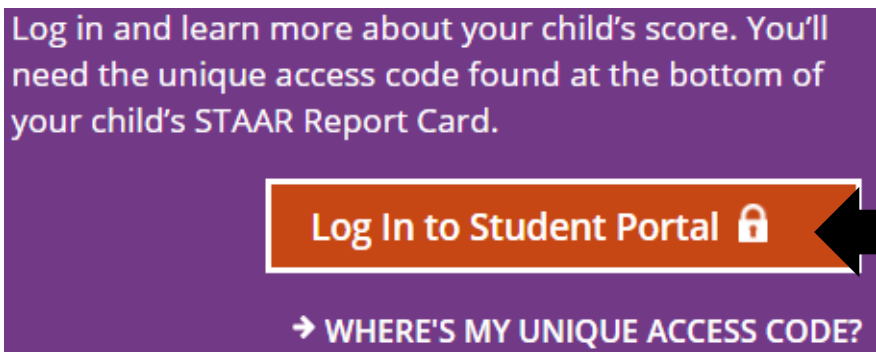 Log in and learn more about your child’s score. You’ll
need the unique access code found at the bottom of
your child’s STAAR Report Card.
Log In to Student Portal
WHERE'S MY UNIQUE ACCESS CODE?